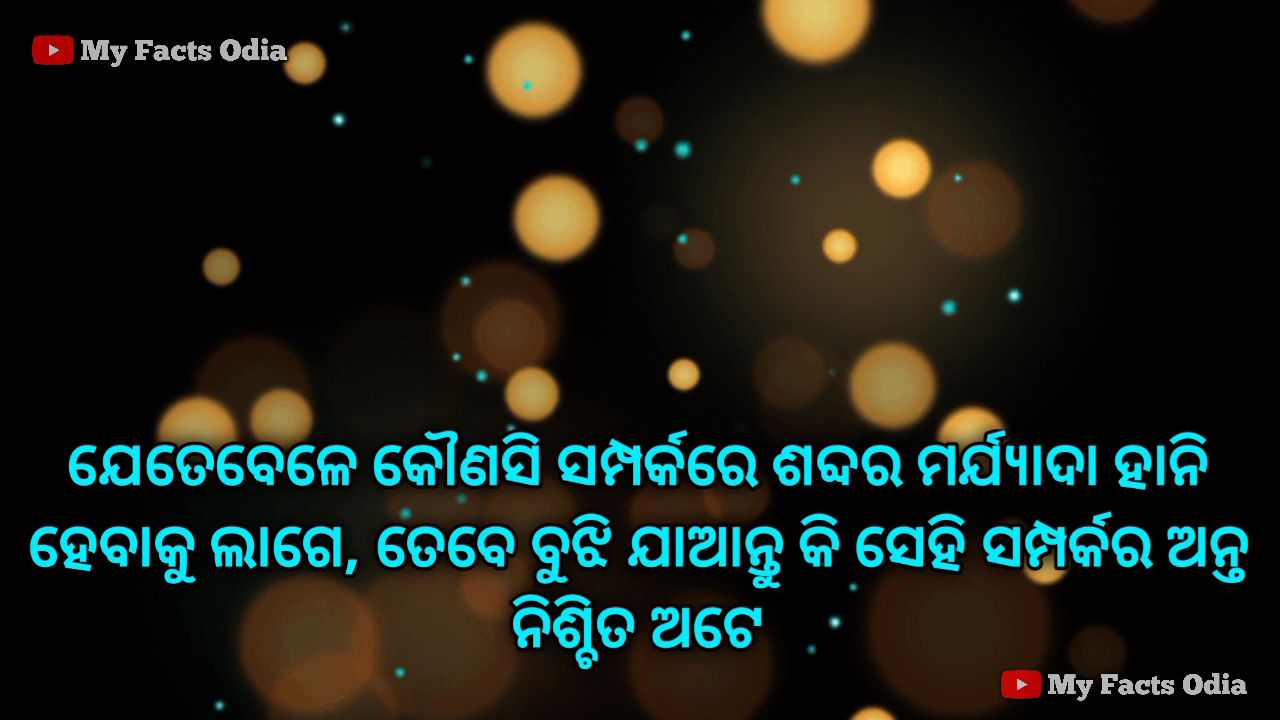 My Facts Odia
ଯେତେବେଳେ କୌଣସି ସମ୍ପର୍କରେ ଶବ୍ଦର ମର୍ଯ୍ୟାଦା ହାନି
ହେବାକୁ ଲାଗେ, ତେବେ ବୁଝି ଯାଆନ୍ତୁ କି ସେହି ସମ୍ପର୍କର ଅନ୍ତ
ନିଶ୍ଚିତ ଅଟେ
My Facts Odia